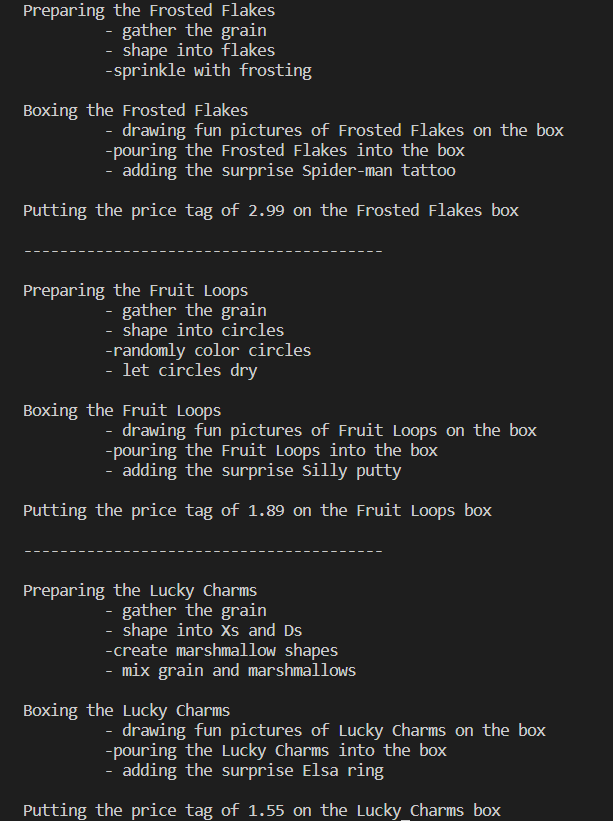 Preparing the Frosted Flakes
- gather the grain
- shape into flakes
-sprinkle with frosting
Boxing the Frosted Flakes
- drawing fun pictures of Frosted Flakes on the box
-pouring the Frosted Flakes into the box
- adding the surprise Spider-man tattoo
Putting the price tag of 2.99 on the Frosted Flakes box
----------------------------------------
Preparing the Fruit Loops
- gather the grain
- shape into circles
-randomly color circles
- let circles dry
Boxing the Fruit Loops
- drawing fun pictures of Fruit Loops on the box
-pouring the Fruit Loops into the box
- adding the surprise Silly putty
Putting the price tag of 1.89 on the Fruit Loops box
----------------------------------------
Preparing the Lucky Charms
- gather the grain
- shape into Xs and Ds
-create marshmallow shapes
- mix grain and marshmallows
Boxing the Lucky Charms
- drawing fun pictures of Lucky Charms on the box
-pouring the Lucky Charms into the box
- adding the surprise Elsa ring
Putting the price tag of 1.55 on the Lucky_Charms box